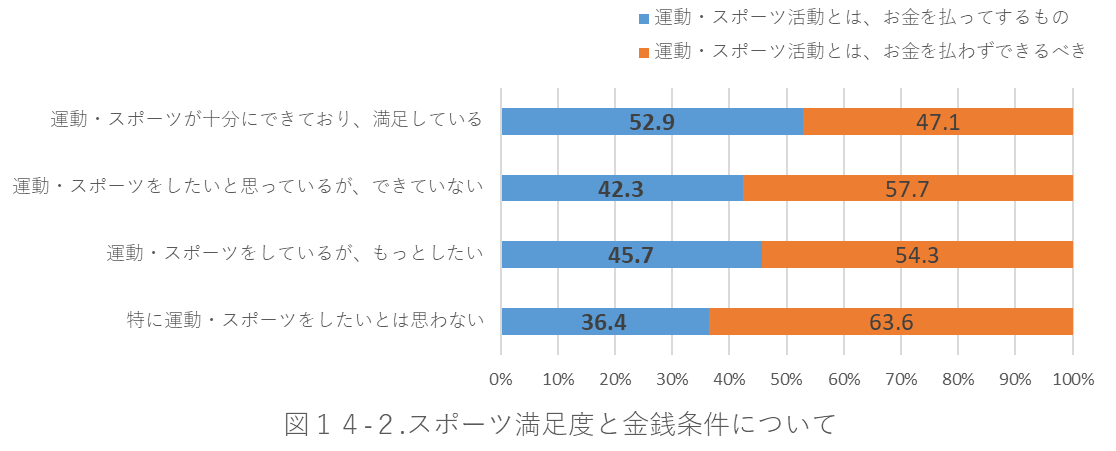 運動・スポーツ活動とは、お金を払ってするもの
運動・スポーツ活動とは、お金を払わずできるべき
運動・スポーツが十分にできており、満足している
52.9
47.1
運動・スポーツをしたいと思っているが、できていない
42.3
57.7
運動・スポーツをしているが、もっとしたい
45.7
54.3
特に運動・スポーツをしたいとは思わない
36.4
63.6
0% 10% 20% 30% 40% 50% 60% 70% 80% 90% 100%
図１４-２.スポーツ満足度と金銭条件について